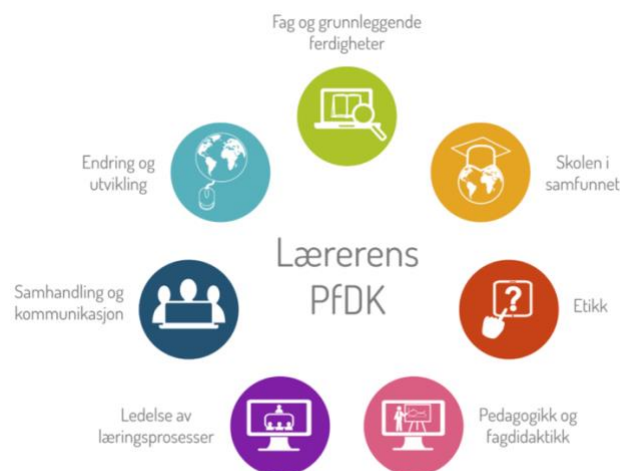 Fag og grunnleggende
ferdigheter
Skolen i
samfunnet
Etikk
Pedagogikk og
fagdidaktikk
Ledelse av
læringsprosesser
Samhandling og
kommunikasjon
Endring og
utvikling
Lærerens
PfDK
?